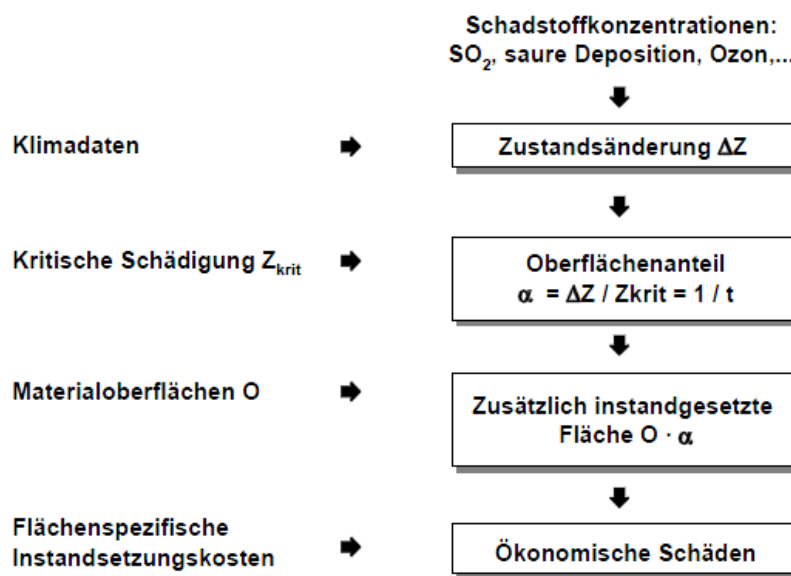 Schadstoffkonzentrationen:
SO₂, saure Deposition, Ozon,...
Klimadaten
Zustandsänderung ΔZ
Kritische Schädigung Z_krit
Oberflächenanteil
α = ΔZ / Zkrit = 1 / t
Materialoberflächen O
Zusätzlich instandgesetzte
Fläche O · α
Flächenspezifische
Instandsetzungskosten
Ökonomische Schäden